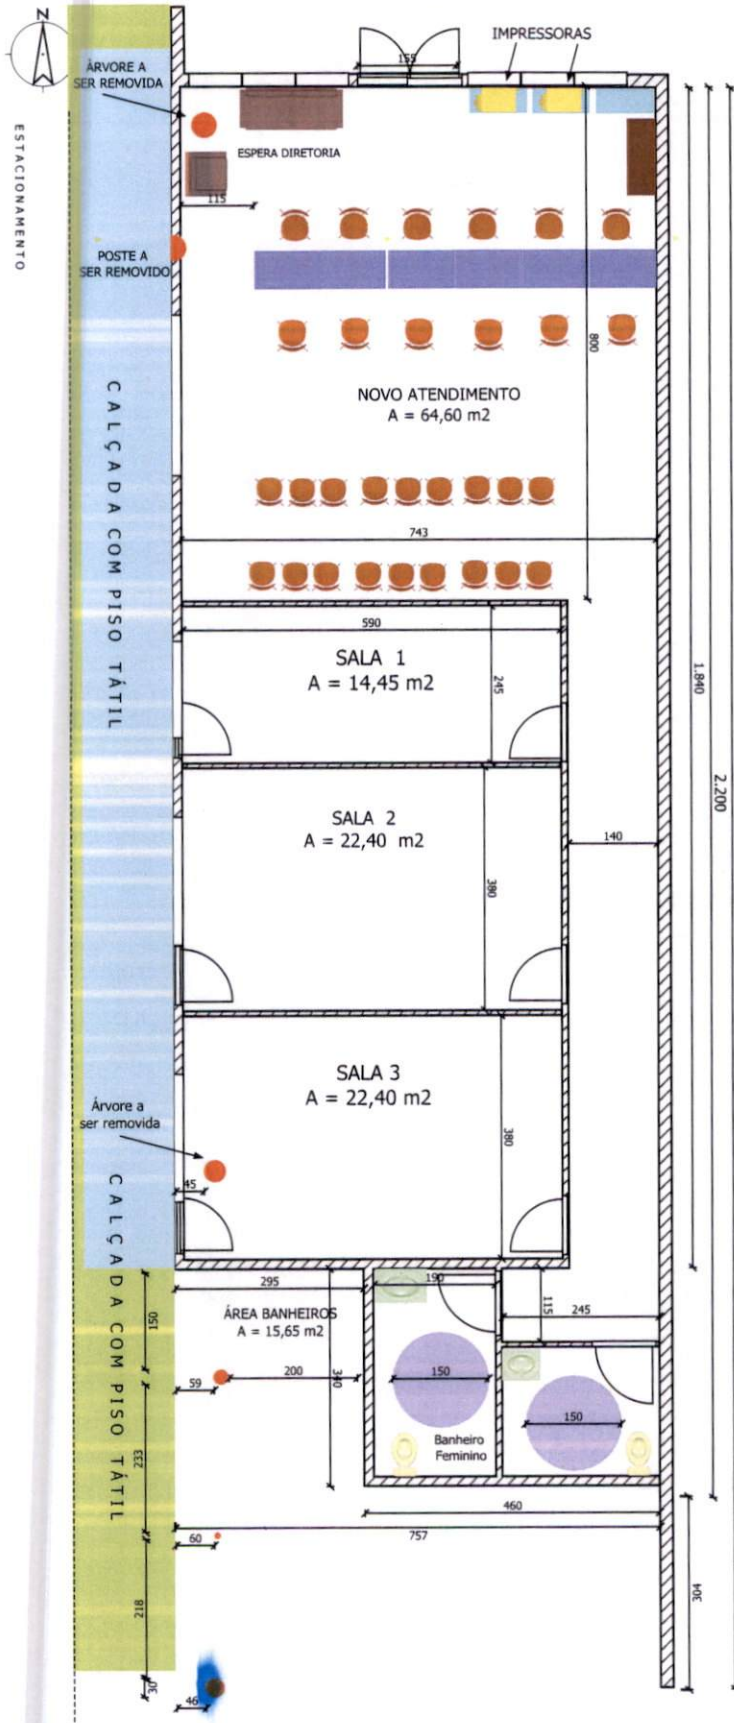 N
IMPRESSORAS
155
ÁRVORE A
SER REMOVIDA
ESPERA DIRETORIA
ESTACIONAMENTO
115
POSTE A
SER REMOVIDO
800
NOVO ATENDIMENTO
A = 64,60 m2
CALÇADA COM PISO TÁTIL
743
590
SALA 1
A = 14,45 m2
245
1.840
2.200
SALA 2
A = 22,40 m2
140
380
SALA 3
A = 22,40 m2
380
Árvore a
ser removida
45
CALÇADA COM PISO TÁTIL
295
190
115
245
150
ÁREA BANHEIROS
A = 15,65 m2
200
340
150
59
150
233
Banheiro
Feminino
460
757
60
304
218
30
46